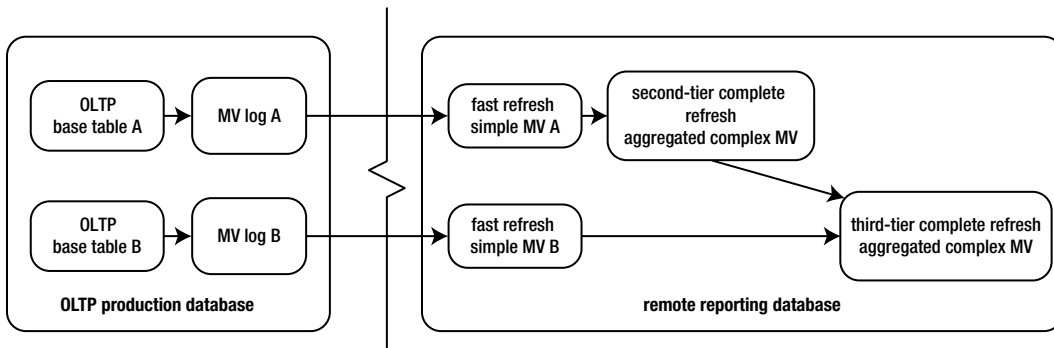 OLTP
base table A
MV log A
fast refresh
simple MV A
second-tier complete
refresh
aggregated complex MV
OLTP
base table B
MV log B
fast refresh
simple MV B
third-tier complete refresh
aggregated complex MV
OLTP production database
remote reporting database